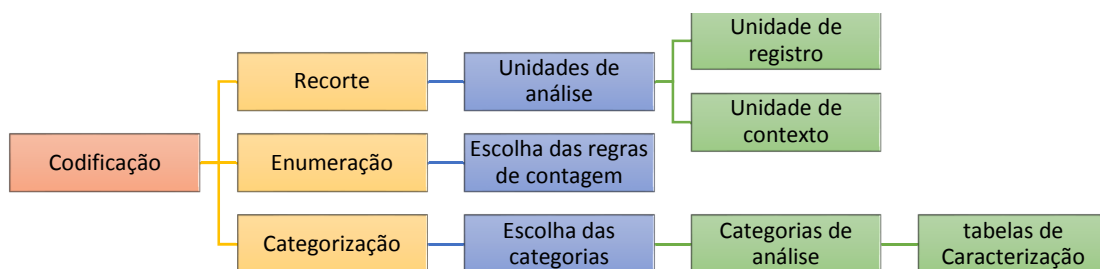 Codificação
Recorte
Unidades de
análise
Unidade de
registro
Unidade de
contexto
Enumeração
Escolha das regras
de contagem
Categorização
Escolha das
categorias
Categorias de
análise
tabelas de
Caracterização